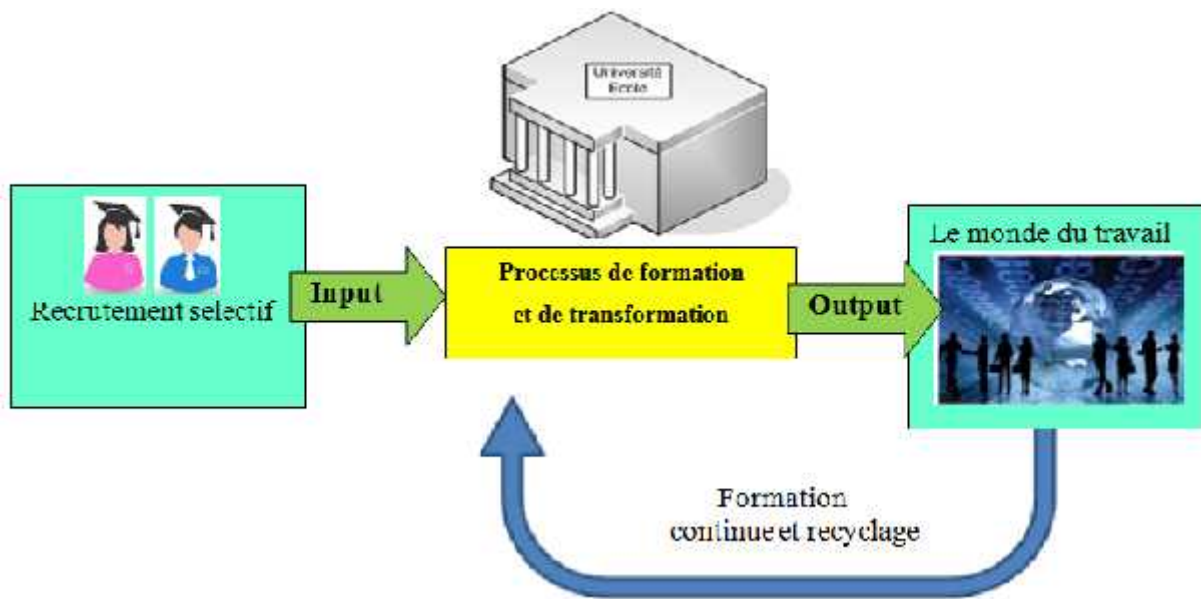 Université
Ecole
Recrutement sélectif
Input
Processus de formation
et de transformation
Output
Le monde du travail
Formation
continue et recyclage